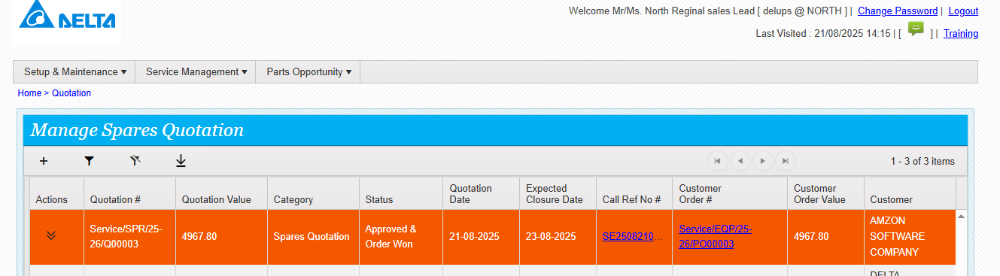 DELTA
Welcome Mr/Ms. North Reginal sales Lead [ delups @ NORTH ] | Change Password | Logout
Last Visited : 21/08/2025 14:15 | [ ] | Training
Setup & Maintenance Service Management Parts Opportunity
Home > Quotation
Manage Spares Quotation
1 - 3 of 3 items
Actions
Quotation #
Quotation Value
Category
Status
Quotation
Date
Expected
Closure Date
Call Ref No #
Customer
Order #
Customer
Order Value
Customer
Service/SPR/25-
26/Q00003
4967.80
Spares Quotation
Approved &
Order Won
21-08-2025
23-08-2025
SE2508210...
Service/EQP/25-
26/PO00003
4967.80
AMZON
SOFTWARE
COMPANY
DELTA